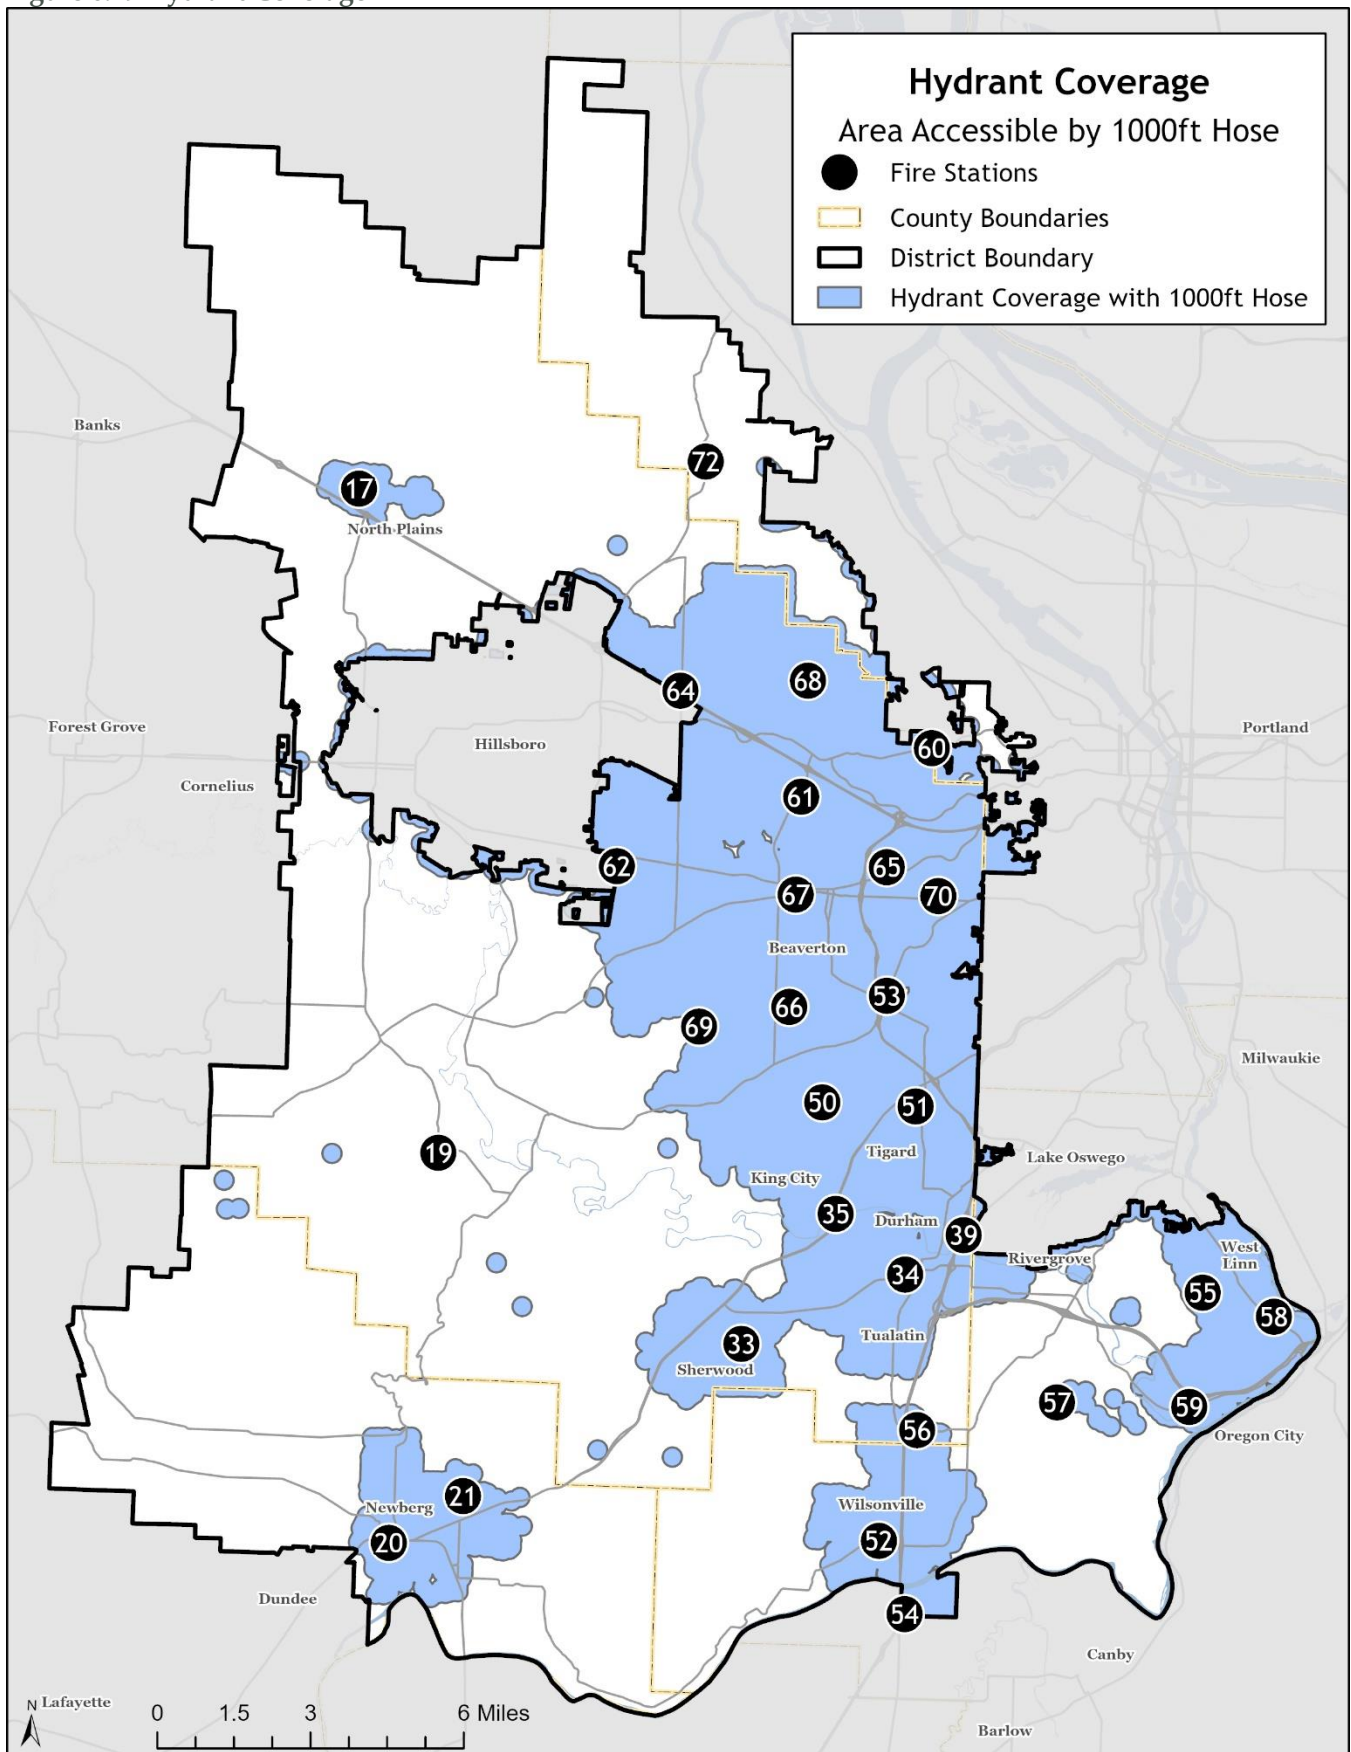 Hydrant Coverage
Area Accessible by 1000ft Hose
Fire Stations
County Boundaries
District Boundary
Hydrant Coverage with 1000ft Hose
Banks
72
17
North Plains
68
64
Forest Grove
Hillsboro
Portland
60
Cornelius
61
62
65
67
70
Beaverton
53
66
69
Milwaukie
50
51
19
Tigard
Lake Oswego
King City
35
Durham
39
Rivergrove
West
Linn
34
55
58
Tualatin
33
Sherwood
57
59
56
Oregon City
21
Newberg
Wilsonville
20
52
Dundee
54
Canby
N
Lafayette
0 1.5 3 6 Miles
Barlow